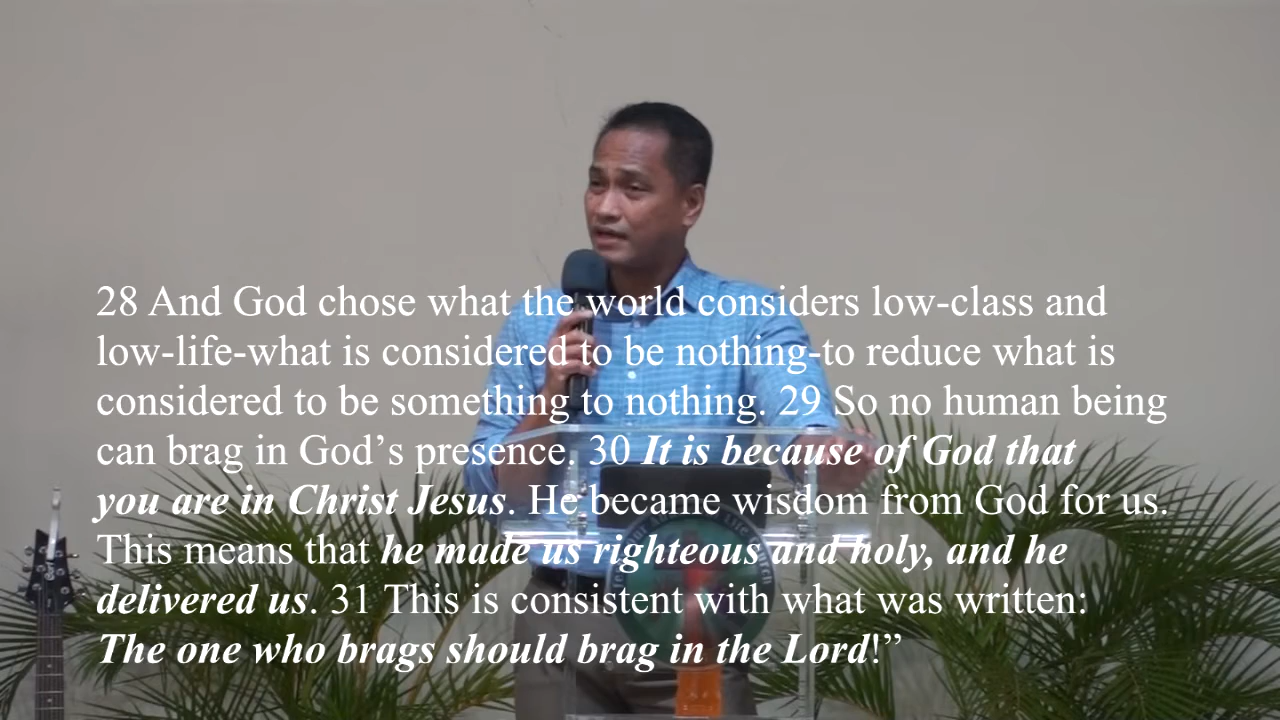 28 And God chose what the world considers low-class and
low-life-what is considered to be nothing-to reduce what is
considered to be something to nothing. 29 So no human being
can brag in God’s presence. 30 It is because of God that
you are in Christ Jesus. He became wisdom from God for us.
This means that he made us righteous and holy, and he
delivered us. 31 This is consistent with what was written:
The one who brags should brag in the Lord!”